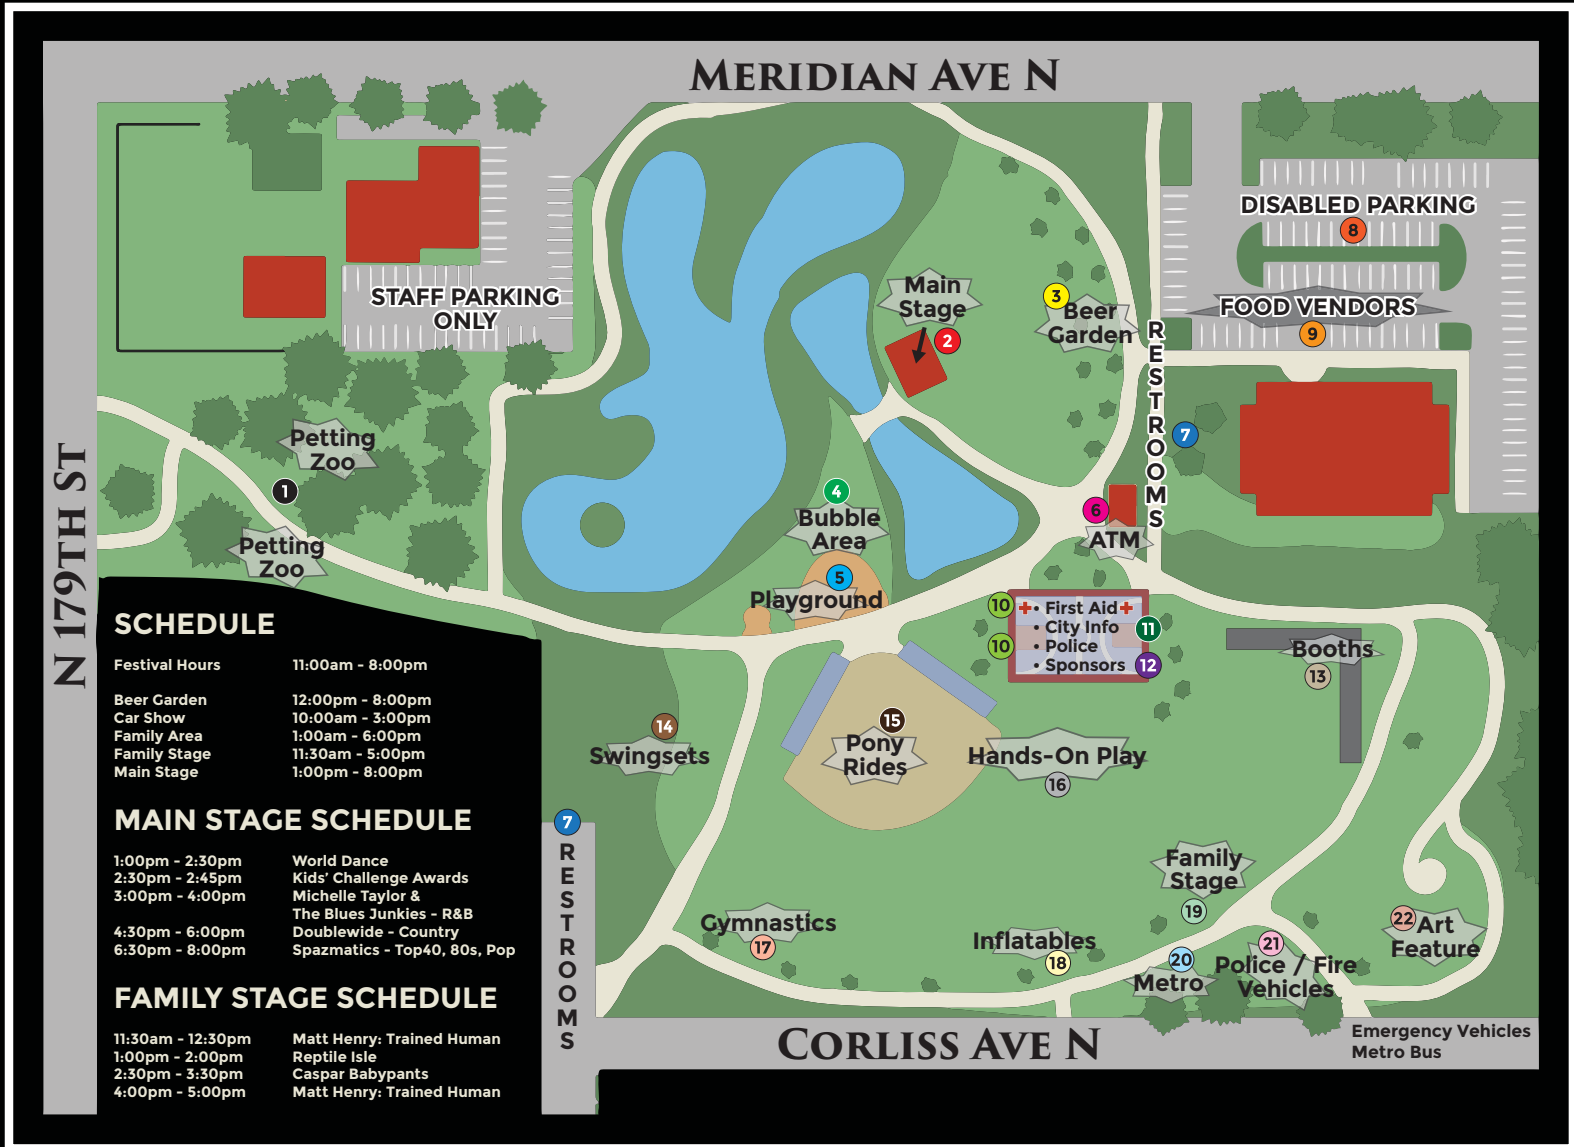 MERIDIAN AVE N
DISABLED PARKING
8
STAFF PARKING
ONLY
Main
Stage
2
3
Beer
Garden
FOOD VENDORS
9
RESTROOMS
7
Petting
Zoo
1
Petting
Zoo
N 179TH ST
4
Bubble
Area
5
Playground
6
ATM
10
• First Aid
• City Info
11
10
• Police
• Sponsors
12
Booths
13
14
Swingsets
15
Pony
Rides
Hands-On Play
16
7
RESTROOMS
Family
Stage
19
Gymnastics
17
Inflatables
18
20
Metro
21
Police / Fire
Vehicles
22
Art
Feature
CORLISS AVE N
Emergency Vehicles
Metro Bus
SCHEDULE
Festival Hours 11:00am - 8:00pm
Beer Garden 12:00pm - 8:00pm
Car Show 10:00am - 3:00pm
Family Area 1:00am - 6:00pm
Family Stage 11:30am - 5:00pm
Main Stage 1:00pm - 8:00pm
MAIN STAGE SCHEDULE
1:00pm - 2:30pm World Dance
2:30pm - 2:45pm Kids' Challenge Awards
3:00pm - 4:00pm Michelle Taylor &
The Blues Junkies - R&B
4:30pm - 6:00pm Doublewide - Country
6:30pm - 8:00pm Spazmatics - Top40, 80s, Pop
FAMILY STAGE SCHEDULE
11:30am - 12:30pm Matt Henry: Trained Human
1:00pm - 2:00pm Reptile Isle
2:30pm - 3:30pm Caspar Babypants
4:00pm - 5:00pm Matt Henry: Trained Human